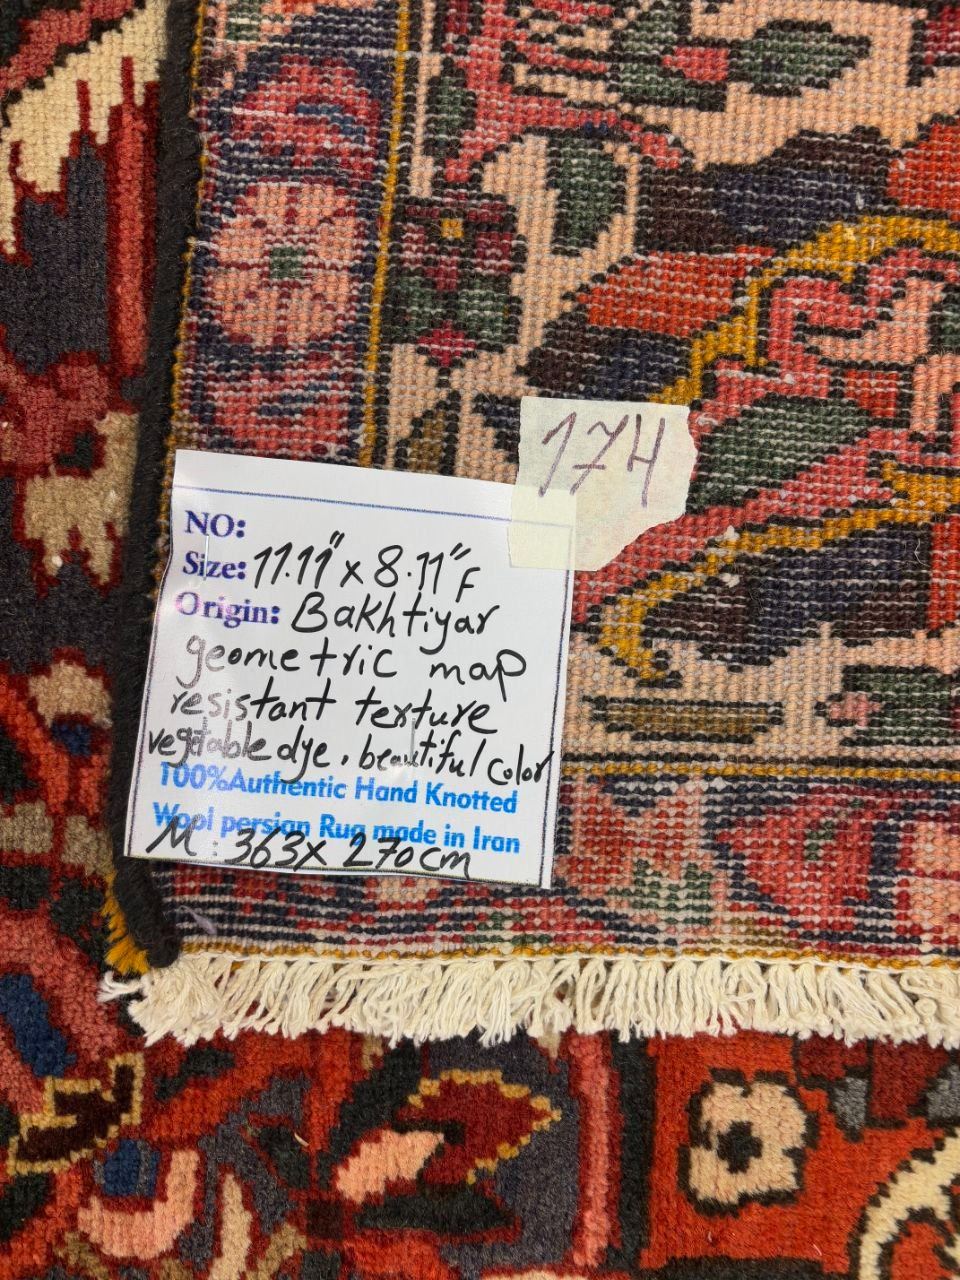 174
NO:
Size: 11.11" x 8.11" F
Origin: Bakhtiyar
geometric map
resistant texture
vegetable dye. beautiful color
100%Authentic Hand Knotted
Wool persian Rug made in Iran
M: 363x 270 cm